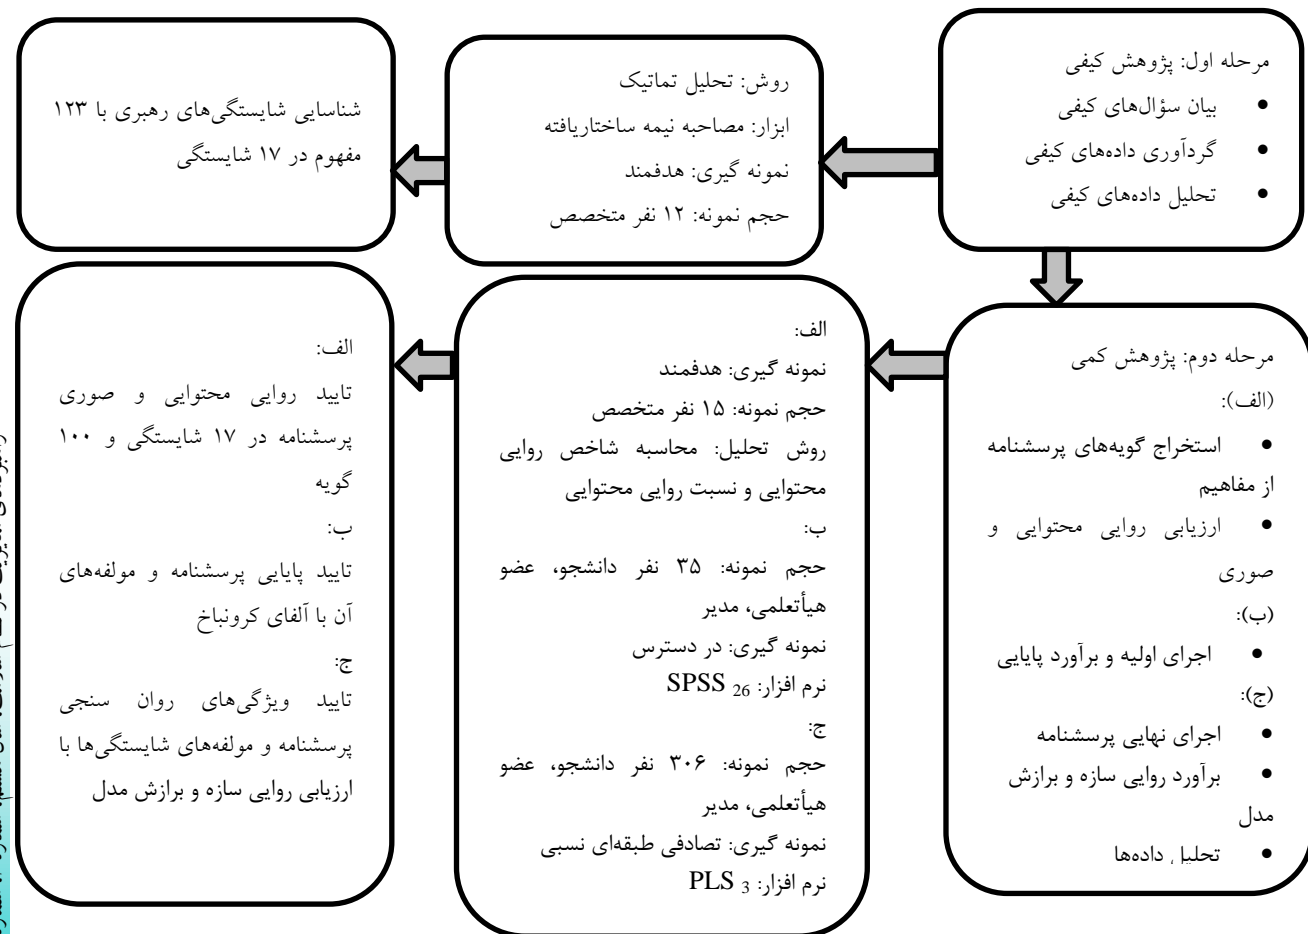 مرحله اول: پژوهش کیفی
• بیان سؤال‌های کیفی
• گردآوری داده‌های کیفی
• تحلیل داده‌های کیفی
روش: تحلیل تماتیک
ابزار: مصاحبه نیمه ساختاریافته
نمونه گیری: هدفمند
حجم نمونه: ۱۲ نفر متخصص
شناسایی شایستگی‌های رهبری با ۱۲۳
مفهوم در ۱۷ شایستگی
مرحله دوم: پژوهش کمی
(الف):
• استخراج گویه‌های پرسشنامه
از مفاهیم
• ارزیابی روایی محتوایی و
صوری
(ب):
• اجرای اولیه و برآورد پایایی
(ج):
• اجرای نهایی پرسشنامه
• برآورد روایی سازه و برازش
مدل
• تحلیل داده‌ها
الف:
نمونه گیری: هدفمند
حجم نمونه: ۱۵ نفر متخصص
روش تحلیل: محاسبه شاخص روایی
محتوایی و نسبت روایی محتوایی
ب:
حجم نمونه: ۳۵ نفر دانشجو، عضو
هیأت‌علمی، مدیر
نمونه گیری: در دسترس
نرم افزار: SPSS 26
ج:
حجم نمونه: ۳۰۶ نفر دانشجو، عضو
هیأت‌علمی، مدیر
نمونه گیری: تصادفی طبقه‌ای نسبی
نرم افزار: PLS 3
الف:
تایید روایی محتوایی و صوری
پرسشنامه در ۱۷ شایستگی و ۱۰۰
گویه
ب:
تایید پایایی پرسشنامه و مولفه‌های
آن با آلفای کرونباخ
ج:
تایید ویژگی‌های روان سنجی
پرسشنامه و مولفه‌های شایستگی‌ها با
ارزیابی روایی سازه و برازش مدل